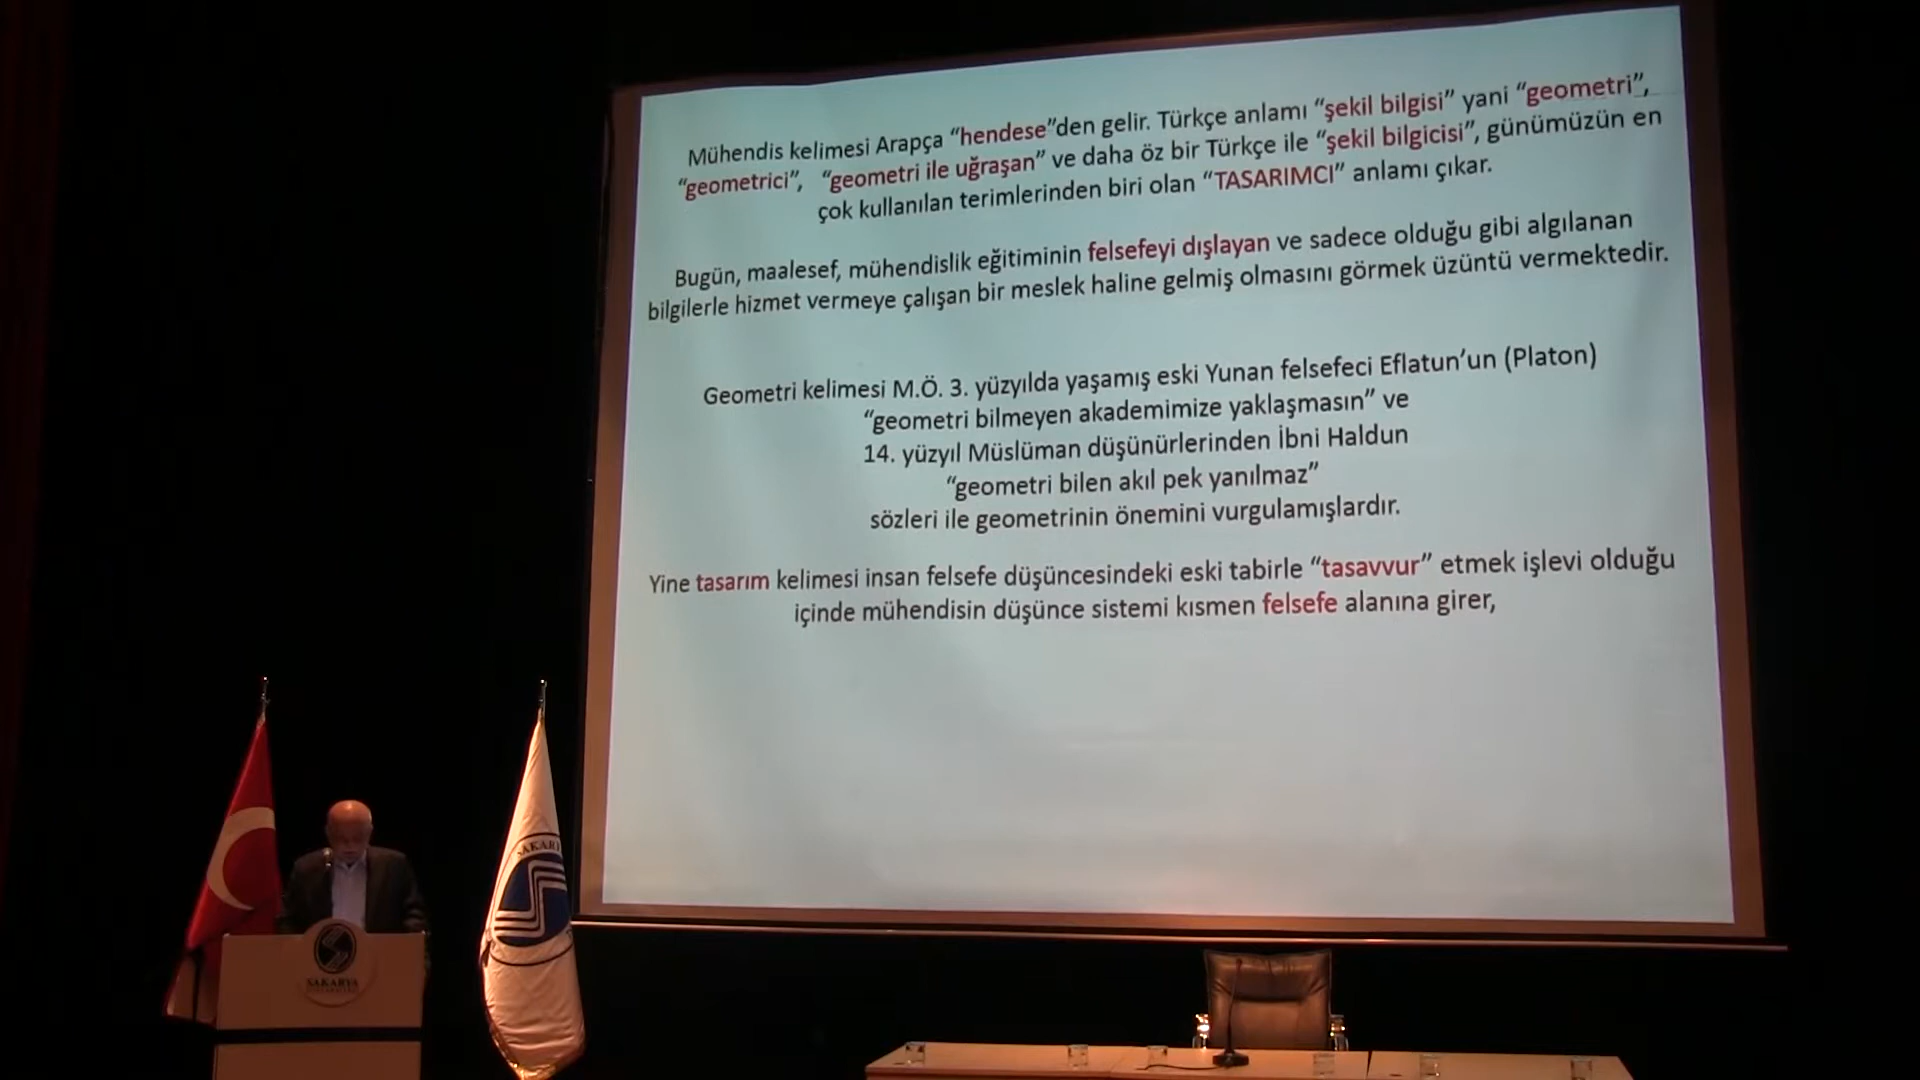 Mühendis kelimesi Arapça “hendese”den gelir. Türkçe anlamı “şekil bilgisi” yani “geometri”,
“geometrici”, “geometri ile uğraşan” ve daha öz bir Türkçe ile “şekil bilgicisi”, günümüzün en
çok kullanılan terimlerinden biri olan “TASARIMCI” anlamı çıkar.
Bugün, maalesef, mühendislik eğitiminin felsefeyi dışlayan ve sadece olduğu gibi algılanan
bilgilerle hizmet vermeye çalışan bir meslek haline gelmiş olmasını görmek üzüntü vermektedir.
Geometri kelimesi M.Ö. 3. yüzyılda yaşamış eski Yunan felsefeci Eflatun’un (Platon)
“geometri bilmeyen akademimize yaklaşmasın” ve
14. yüzyıl Müslüman düşünürlerinden İbni Haldun
“geometri bilen akıl pek yanılmaz”
sözleri ile geometrinin önemini vurgulamışlardır.
Yine tasarım kelimesi insan felsefe düşüncesindeki eski tabirle “tasavvur” etmek işlevi olduğu
içinde mühendisin düşünce sistemi kısmen felsefe alanına girer,
SAKARYA